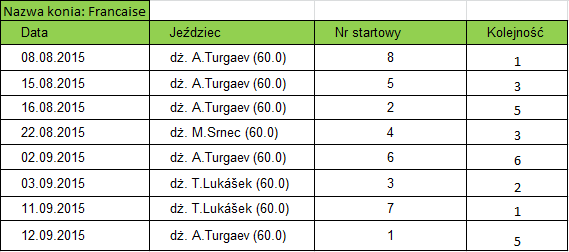 Nazwa konia: Francaise
Data Jeździec Nr startowy Kolejność
08.08.2015 dż. A.Turgaev (60.0) 8 1
15.08.2015 dż. A.Turgaev (60.0) 5 3
16.08.2015 dż. A.Turgaev (60.0) 2 5
22.08.2015 dż. M.Srnec (60.0) 4 3
02.09.2015 dż. A.Turgaev (60.0) 6 6
03.09.2015 dż. T.Lukášek (60.0) 3 2
11.09.2015 dż. T.Lukášek (60.0) 7 1
12.09.2015 dż. A.Turgaev (60.0) 1 5